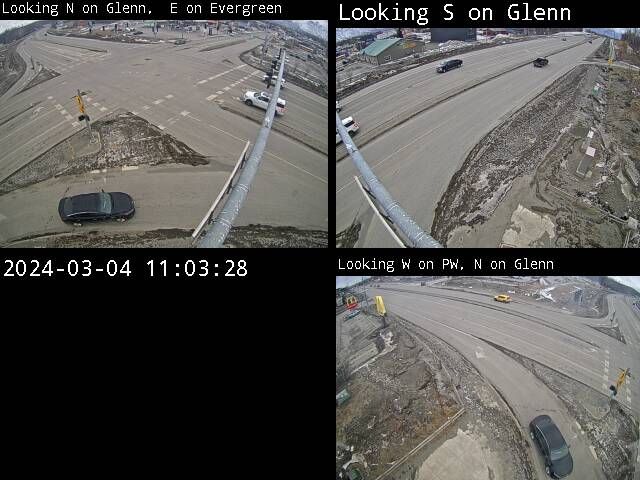 Looking N on Glenn,  E on Evergreen
Looking S on Glenn
2024-03-04 11:03:28
Looking W on PW, N on Glenn